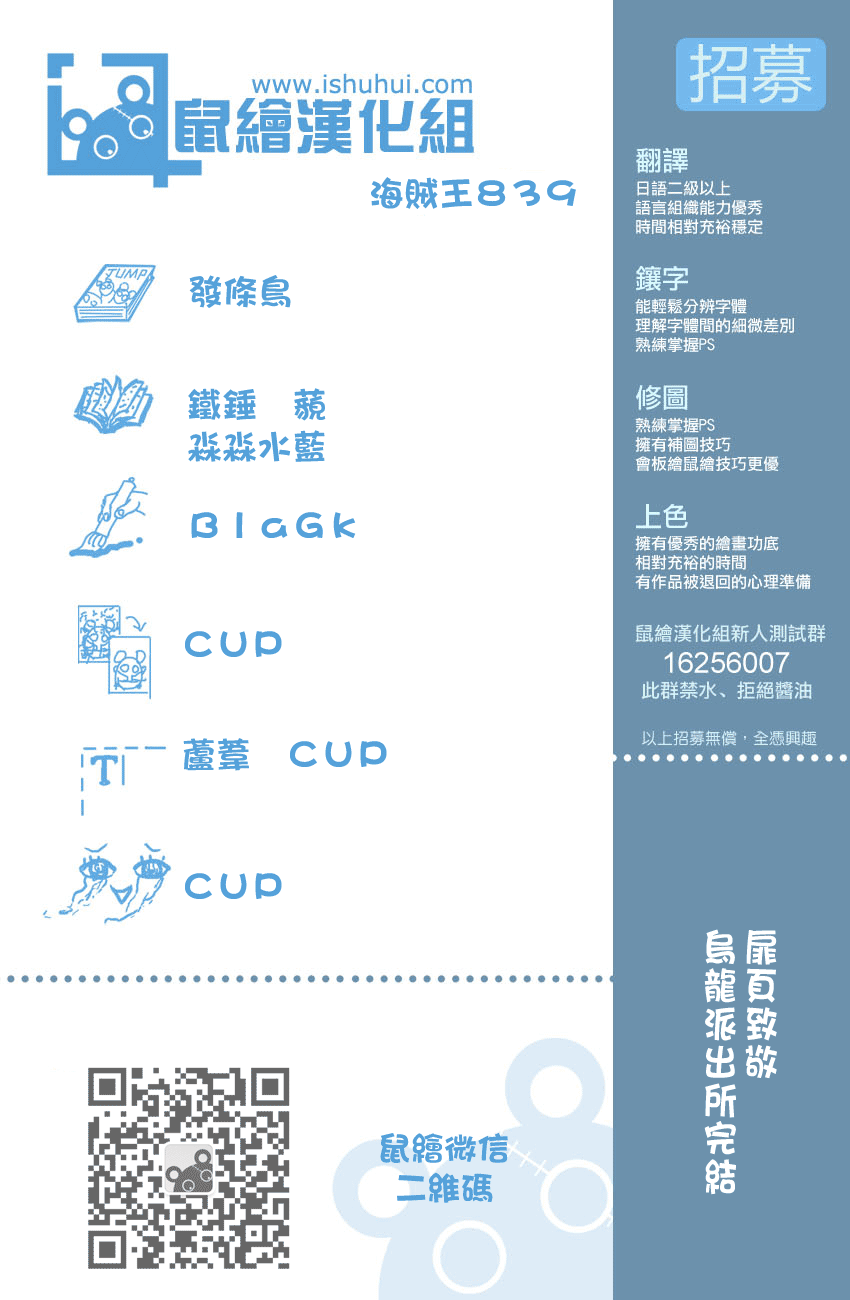 www.ishuhui.com
鼠繪漢化組
海賊王839
JUMP
發條鳥
鐵錘　藐
淼淼水藍
BlaGk
CUP
T
蘆葦　CUP
CUP
鼠繪微信
二維碼
招募
翻譯
日語二級以上
語言組織能力優秀
時間相對充裕穩定
鑲字
能輕鬆分辨字體
理解字體間的細微差別
熟練掌握PS
修圖
熟練掌握PS
擁有補圖技巧
會板繪鼠繪技巧更優
上色
擁有優秀的繪畫功底
相對充裕的時間
有作品被退回的心理準備
鼠繪漢化組新人測試群
16256007
此群禁水、拒絕醬油
以上招募無償，全憑興趣
扉頁致敬
烏龍派出所完結